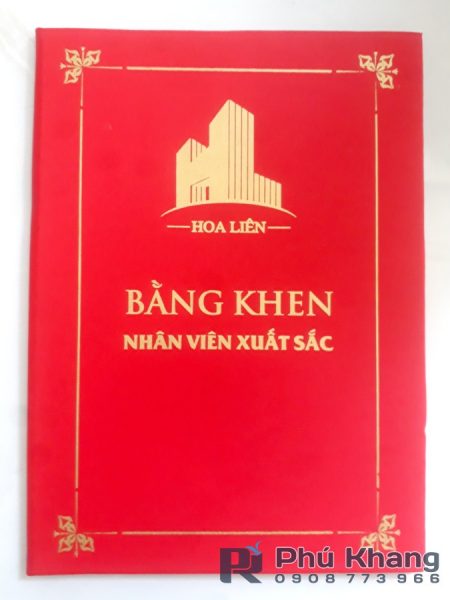 HOA LIÊN
BẰNG KHEN
NHÂN VIÊN XUẤT SẮC
Phú Khang
0908 773 966